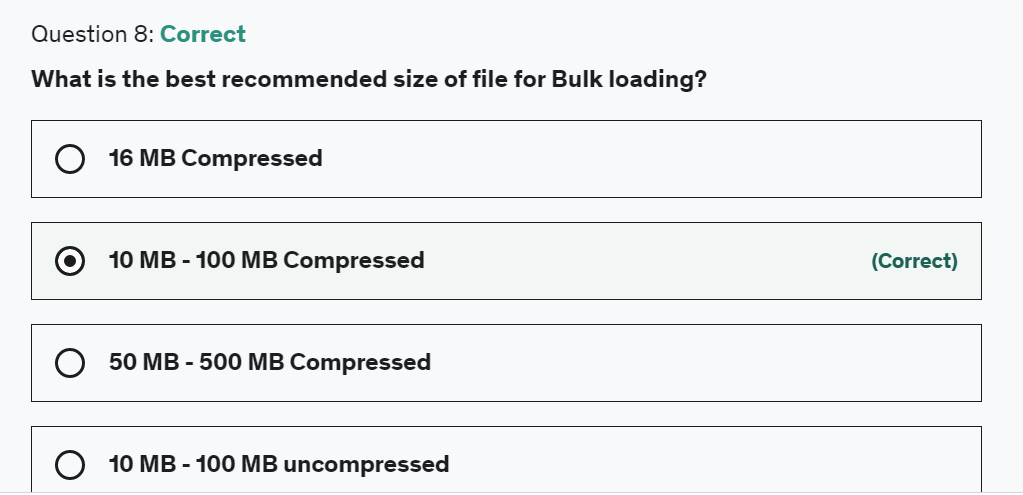 Question 8: Correct
What is the best recommended size of file for Bulk loading?
16 MB Compressed
10 MB - 100 MB Compressed (Correct)
50 MB - 500 MB Compressed
10 MB - 100 MB uncompressed